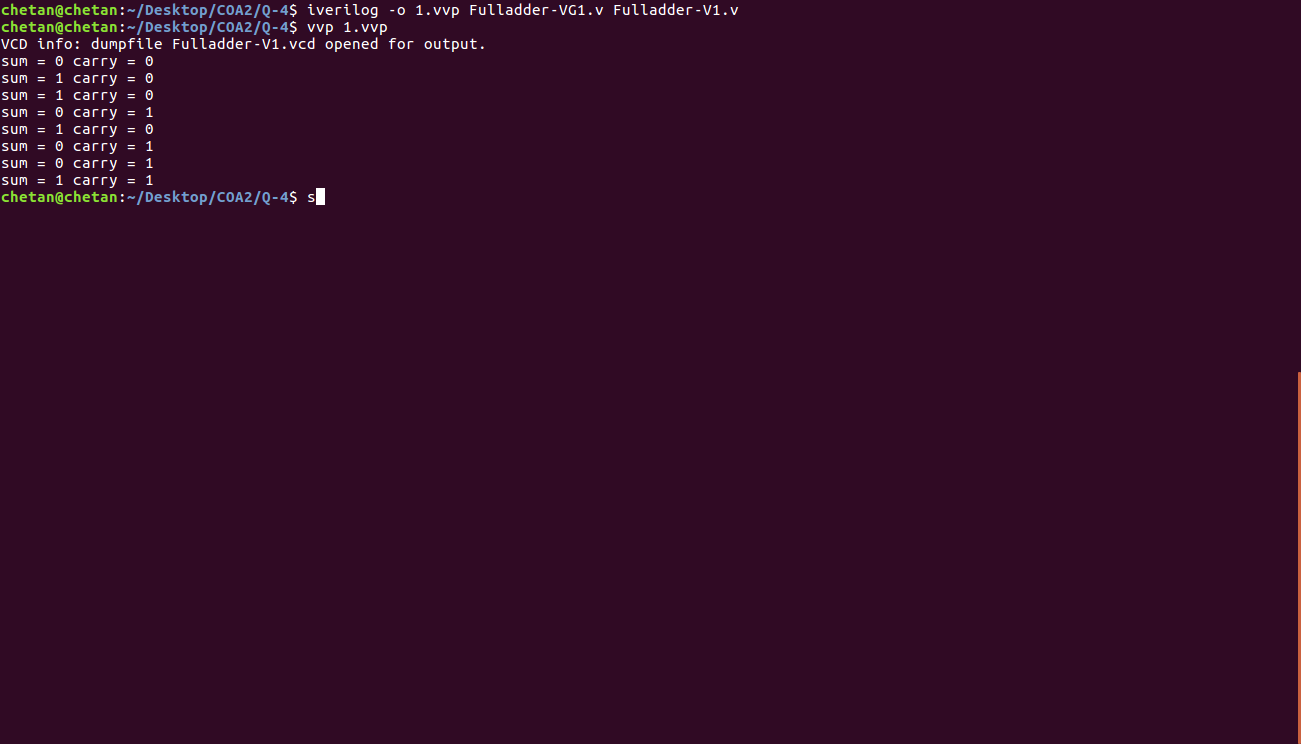 chetan@chetan:~/Desktop/COA2/Q-4$ iverilog -o 1.vvp Fulladder-VG1.v Fulladder-V1.v
chetan@chetan:~/Desktop/COA2/Q-4$ vvp 1.vvp
VCD info: dumpfile Fulladder-V1.vcd opened for output.
sum = 0 carry = 0
sum = 1 carry = 0
sum = 1 carry = 0
sum = 0 carry = 1
sum = 1 carry = 0
sum = 0 carry = 1
sum = 0 carry = 1
sum = 1 carry = 1
chetan@chetan:~/Desktop/COA2/Q-4$ s